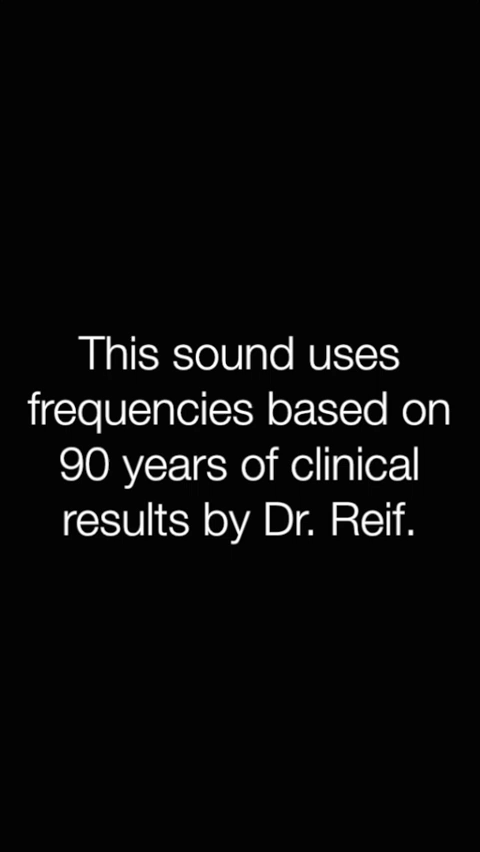 This sound uses
frequencies based on
90 years of clinical
results by Dr. Reif.